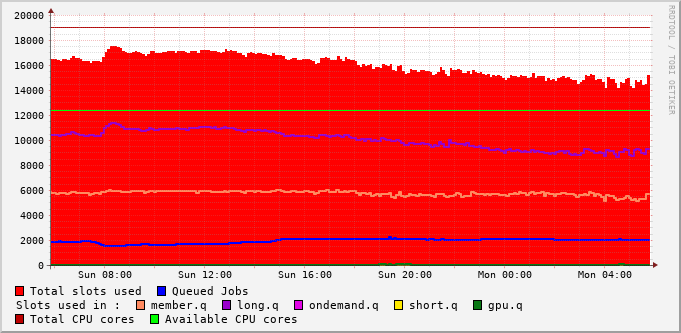 RRDTOOL / TOBI OETIKER
20000
18000
16000
14000
12000
10000
8000
6000
4000
2000
0
Sun 08:00 Sun 12:00 Sun 16:00 Sun 20:00 Mon 00:00 Mon 04:00
Total slots used Queued Jobs
Slots used in : member.q long.q ondemand.q short.q gpu.q
Total CPU cores Available CPU cores